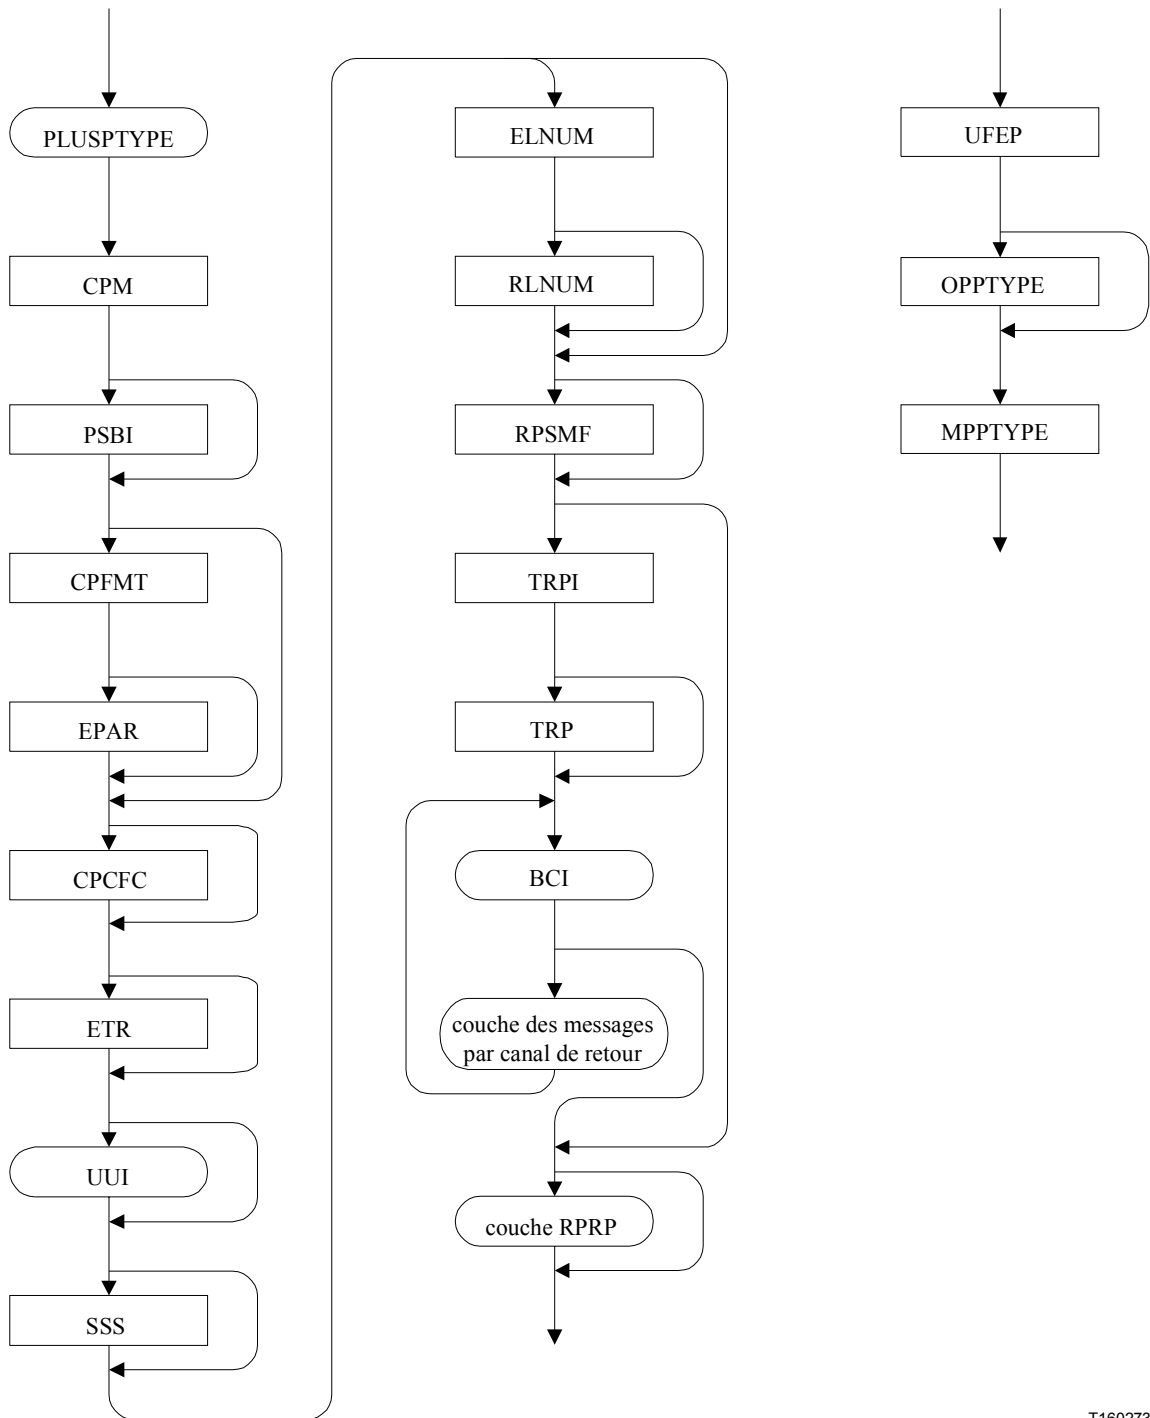 PLUSPTYPE
CPM
PSBI
CPFMT
EPAR
CPCFC
ETR
UUI
SSS
ELNUM
RLNUM
RPSMF
TRPI
TRP
BCI
couche des messages
par canal de retour
couche RPRP
UFEP
OPPTYPE
MPPTYPE